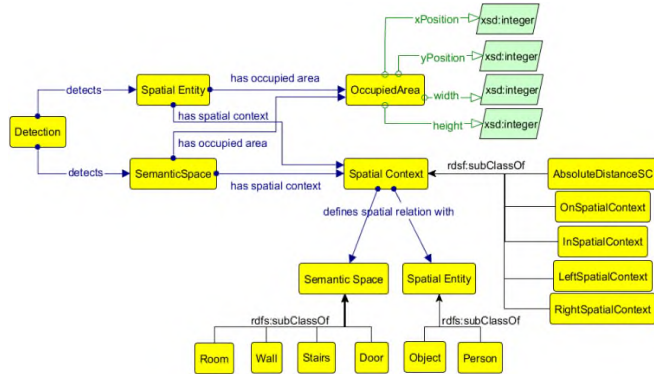 xPosition
xsd:integer
yPosition
xsd:integer
detects
Spatial Entity
has occupied area
OccupiedArea
width
xsd:integer
has spatial context
height
xsd:integer
Detection
has occupied area
detects
SemanticSpace
has spatial context
Spatial Context
rdsf:subClassOf
AbsoluteDistanceSC
OnSpatialContext
defines spatial relation with
InSpatialContext
LeftSpatialContext
Semantic Space
Spatial Entity
RightSpatialContext
rdfs:subClassOf
rdfs:subClassOf
Room
Wall
Stairs
Door
Object
Person